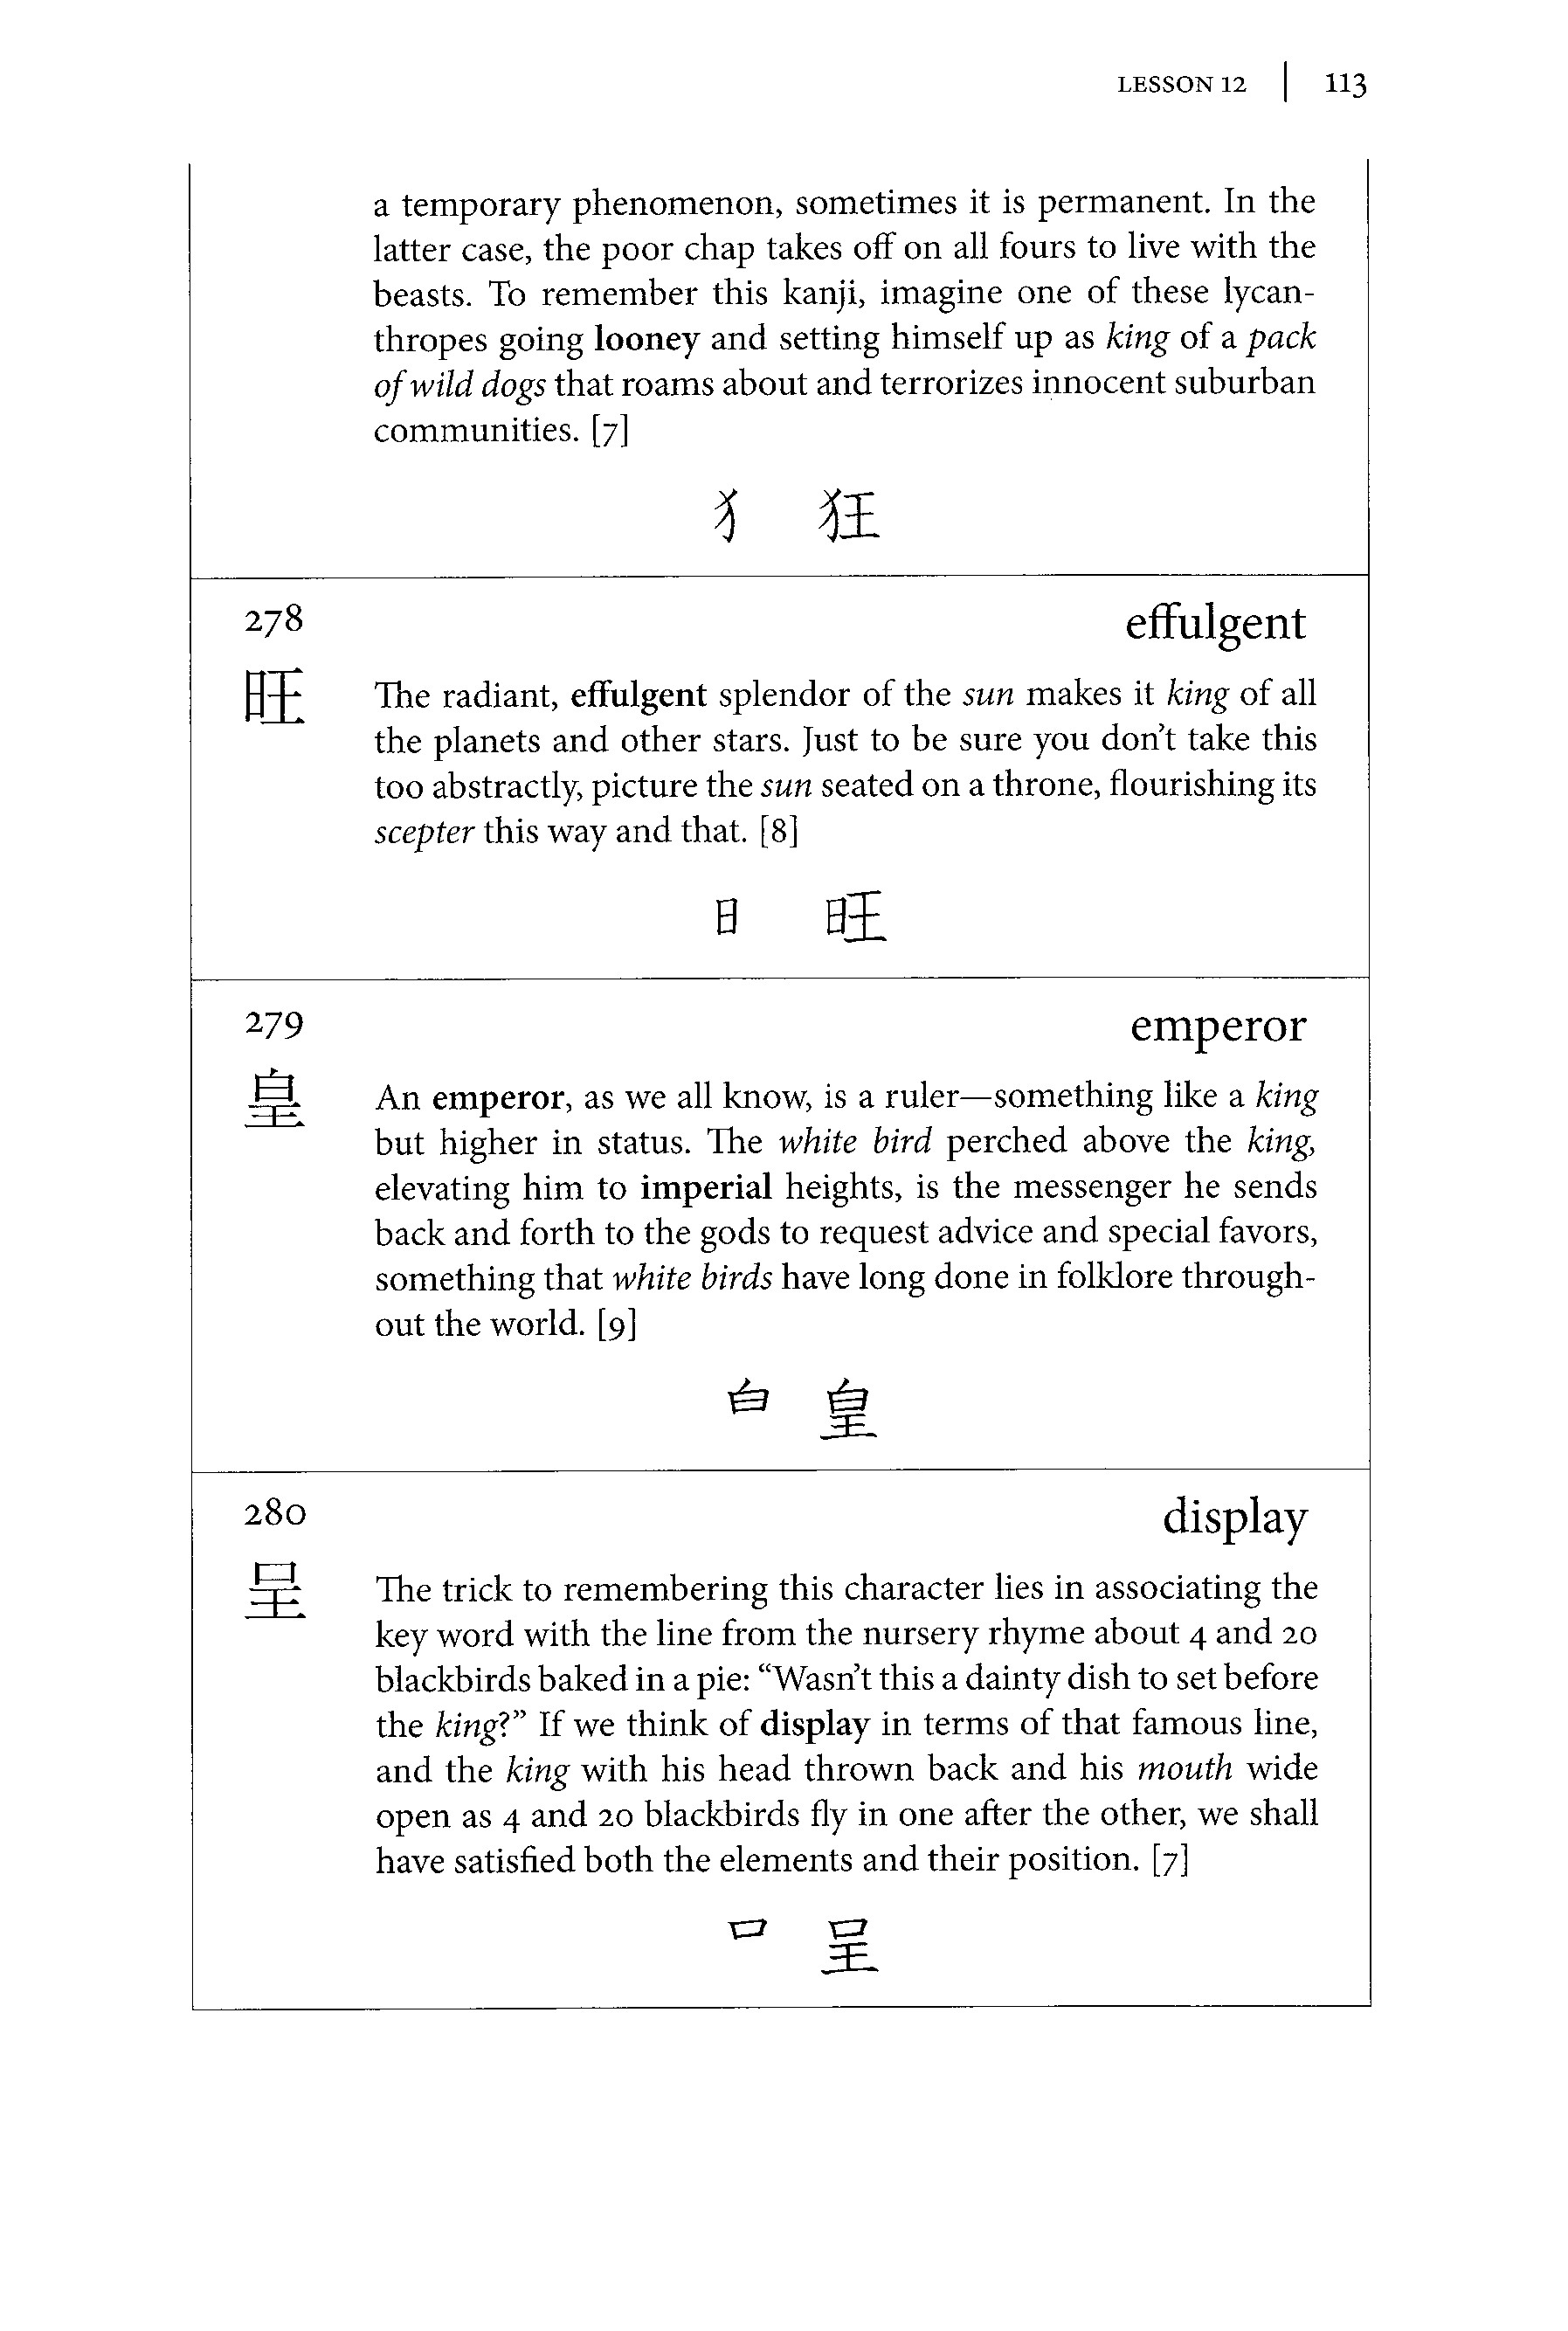 LESSON 12 | 113
a temporary phenomenon, sometimes it is permanent. In the
latter case, the poor chap takes off on all fours to live with the
beasts. To remember this kanji, imagine one of these lycan-
thropes going looney and setting himself up as king of a pack
of wild dogs that roams about and terrorizes innocent suburban
communities. [7]
犭 狂
278 effulgent
旺
The radiant, effulgent splendor of the sun makes it king of all
the planets and other stars. Just to be sure you don't take this
too abstractly, picture the sun seated on a throne, flourishing its
scepter this way and that. [8]
日 旺
279 emperor
皇
An emperor, as we all know, is a ruler—something like a king
but higher in status. The white bird perched above the king,
elevating him to imperial heights, is the messenger he sends
back and forth to the gods to request advice and special favors,
something that white birds have long done in folklore through-
out the world. [9]
白 皇
280 display
呈
The trick to remembering this character lies in associating the
key word with the line from the nursery rhyme about 4 and 20
blackbirds baked in a pie: “Wasn't this a dainty dish to set before
the king?” If we think of display in terms of that famous line,
and the king with his head thrown back and his mouth wide
open as 4 and 20 blackbirds fly in one after the other, we shall
have satisfied both the elements and their position. [7]
口 呈